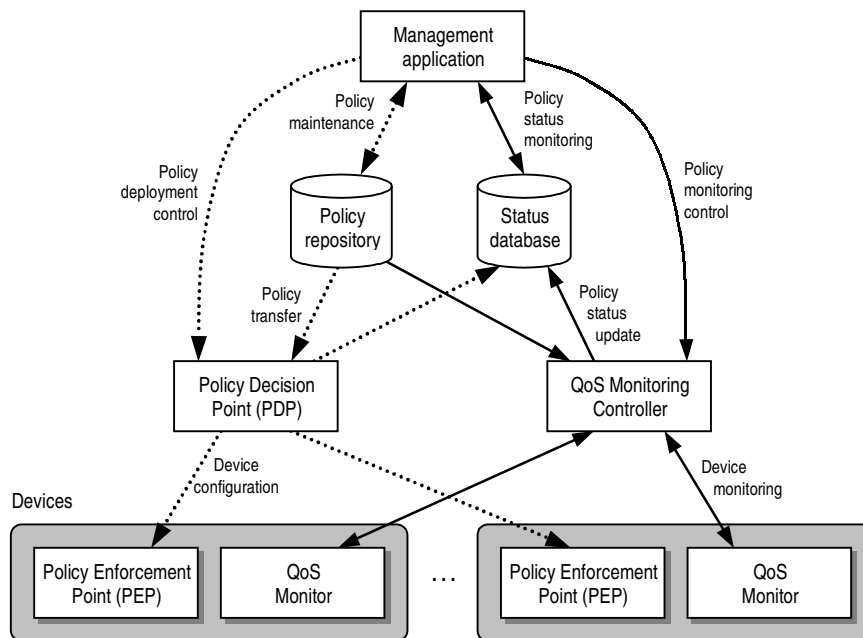 Management
application
Policy
maintenance
Policy
status
monitoring
Policy
deployment
control
Policy
monitoring
control
Policy
repository
Status
database
Policy
transfer
Policy
status
update
Policy Decision
Point (PDP)
QoS Monitoring
Controller
Device
configuration
Device
monitoring
Devices
Policy Enforcement
Point (PEP)
QoS
Monitor
...
Policy Enforcement
Point (PEP)
QoS
Monitor